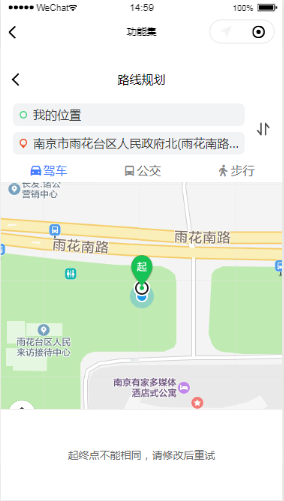 WeChat
14:59
100%
功能集
路线规划
我的位置
南京市雨花台区人民政府北(雨花南路...
驾车
公交
步行
长发.诸公
营销中心
雨花南路
雨花南路
起
雨花台区人民
来访接待中心
南京有家多媒体
酒店式公寓
起终点不能相同，请修改后重试